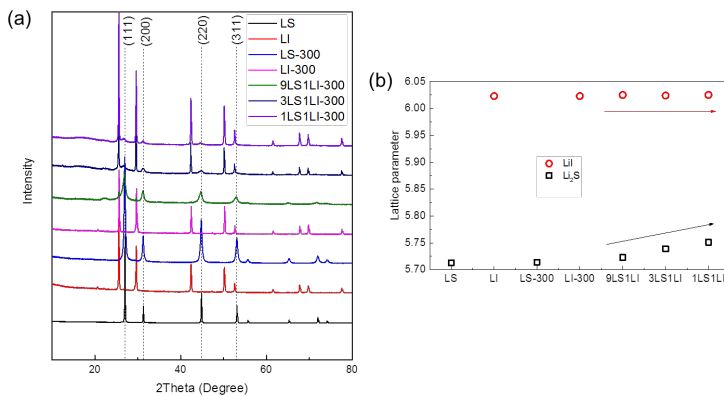 (a)
(111)
(200)
(220)
(311)
LS
LI
LS-300
LI-300
9LS1LI-300
3LS1LI-300
1LS1LI-300
Intensity
10
20
40
60
80
2Theta (Degree)
(b)
6.05
6.00
5.95
5.90
5.85
5.80
5.75
5.70
Lattice parameter
LiI
Li₂S
LS
LI
LS-300
LI-300
9LS1LI
3LS1LI
1LS1LI